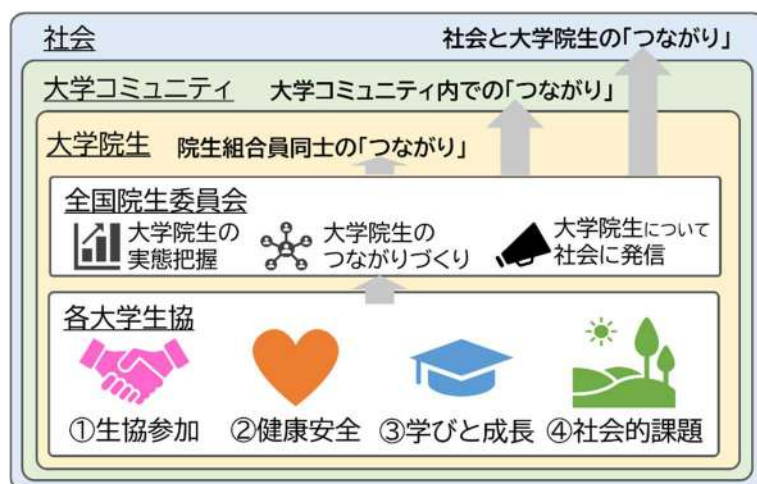 社会
社会と大学院生の「つながり」
大学コミュニティ
大学コミュニティ内での「つながり」
大学院生
院生組合員同士の「つながり」
全国院生委員会
大学院生の
実態把握
大学院生の
つながりづくり
大学院生について
社会に発信
各大学生協
①生協参加
②健康安全
③学びと成長
④社会的課題